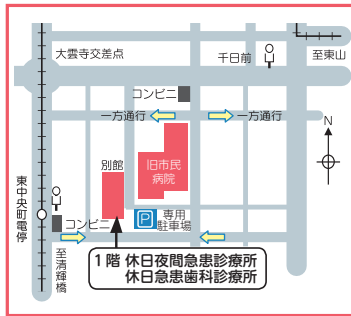 大雲寺交差点
千日前
至東山
コンビニ
一方通行
一方通行
N
別館
旧市民
病院
東中央町電停
コンビニ
P
専用
駐車場
至清輝橋
1階 休日夜間急患診療所
休日急患歯科診療所